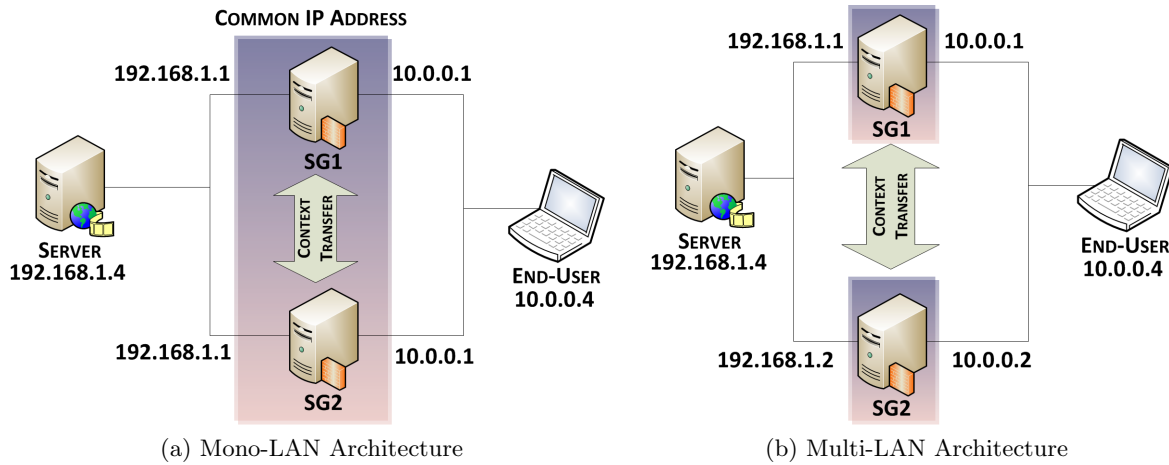 COMMON IP ADDRESS
192.168.1.1
10.0.0.1
SG1
CONTEXT
TRANSFER
SERVER
192.168.1.4
END-USER
10.0.0.4
192.168.1.1
10.0.0.1
SG2
(a) Mono-LAN Architecture
192.168.1.1
10.0.0.1
SG1
CONTEXT
TRANSFER
SERVER
192.168.1.4
END-USER
10.0.0.4
192.168.1.2
10.0.0.2
SG2
(b) Multi-LAN Architecture